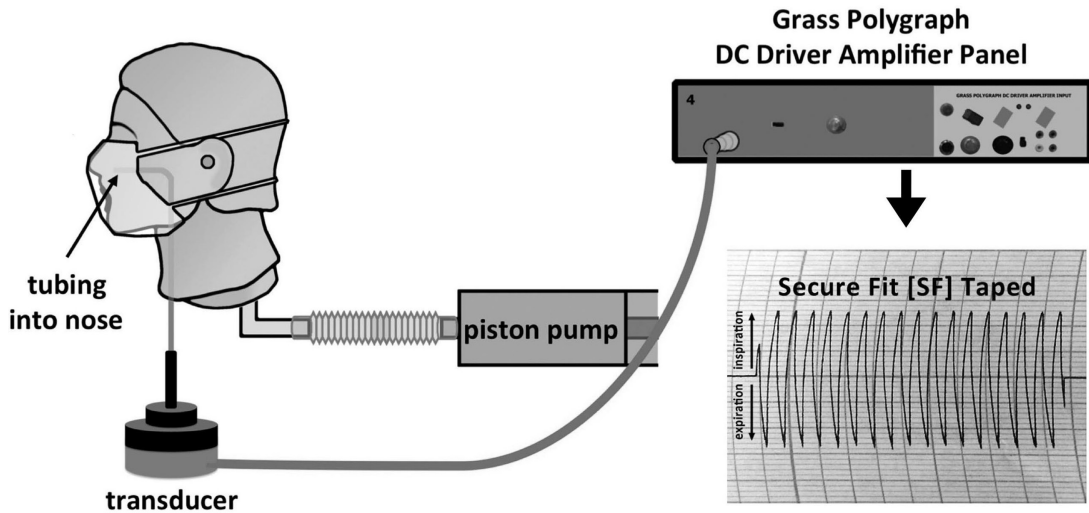 Grass Polygraph
DC Driver Amplifier Panel
4
GRASS POLYGRAPH DC DRIVER AMPLIFIER INPUT
tubing
into nose
piston pump
transducer
Secure Fit [SF] Taped
inspiration
expiration